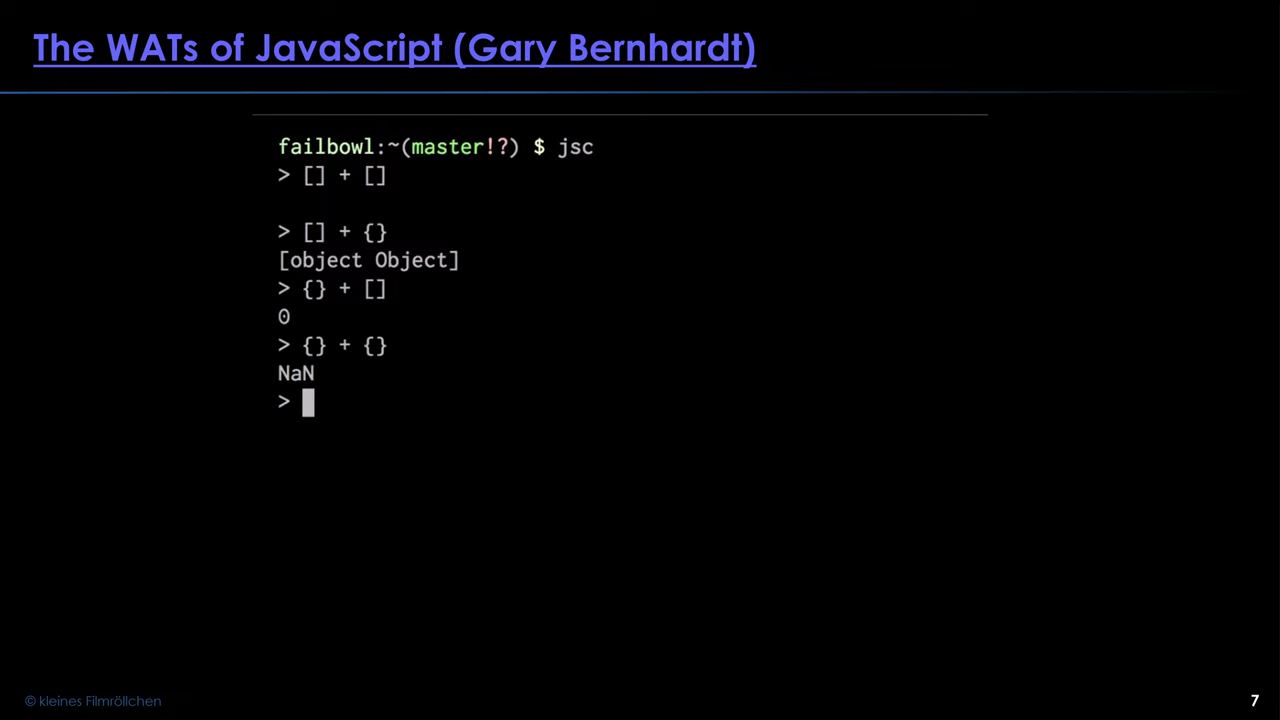 The WATs of JavaScript (Gary Bernhardt)
failbowl:~(master!?) $ jsc
> [] + []
> [] + {}
[object Object]
> {} + []
0
> {} + {}
NaN
>
© kleines Filmröllchen
7